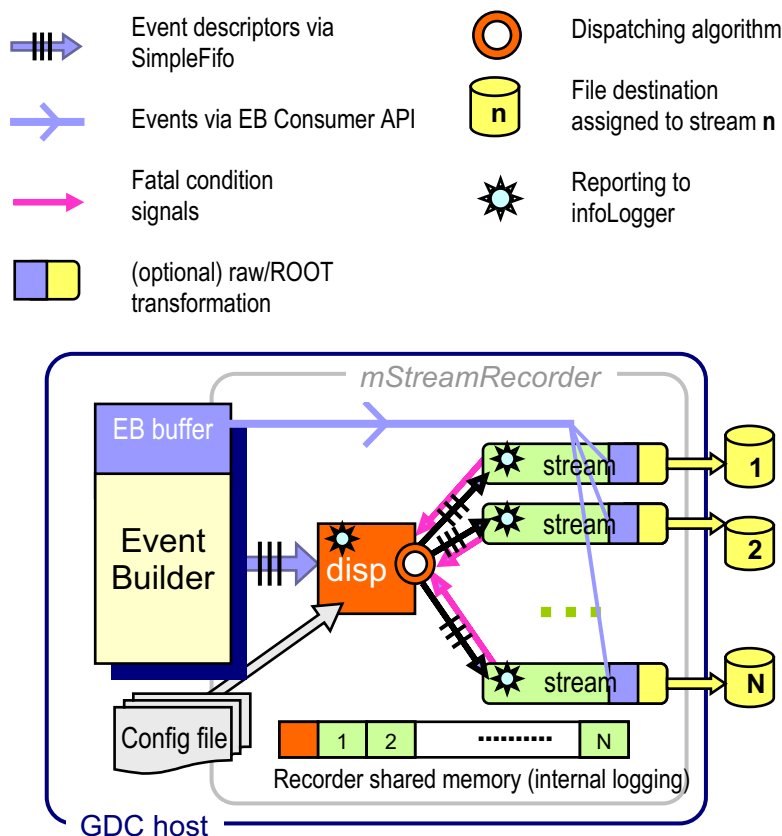 Event descriptors via
SimpleFifo
Events via EB Consumer API
Fatal condition
signals
(optional) raw/ROOT
transformation
Dispatching algorithm
n
File destination
assigned to stream n
Reporting to
infoLogger
mStreamRecorder
EB buffer
Event
Builder
disp
stream
1
stream
2
stream
N
Config file
1 2 .......... N
Recorder shared memory (internal logging)
GDC host